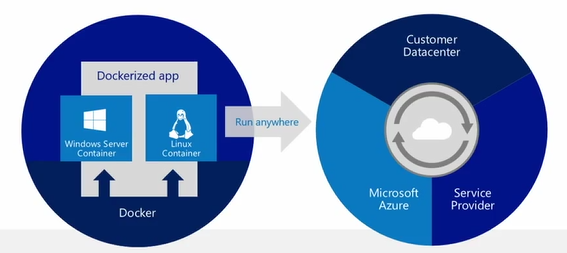 Dockerized app
Windows Server
Container
Linux
Container
Docker
Run anywhere
Customer
Datacenter
Microsoft
Azure
Service
Provider